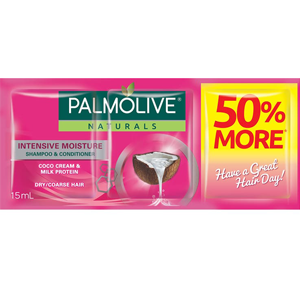 PALMOLIVE
NATURALS
INTENSIVE MOISTURE
SHAMPOO & CONDITIONER
COCO CREAM &
MILK PROTEIN
DRY/COARSE HAIR
15mL
50%
MORE*
Have a Great
Hair Day!